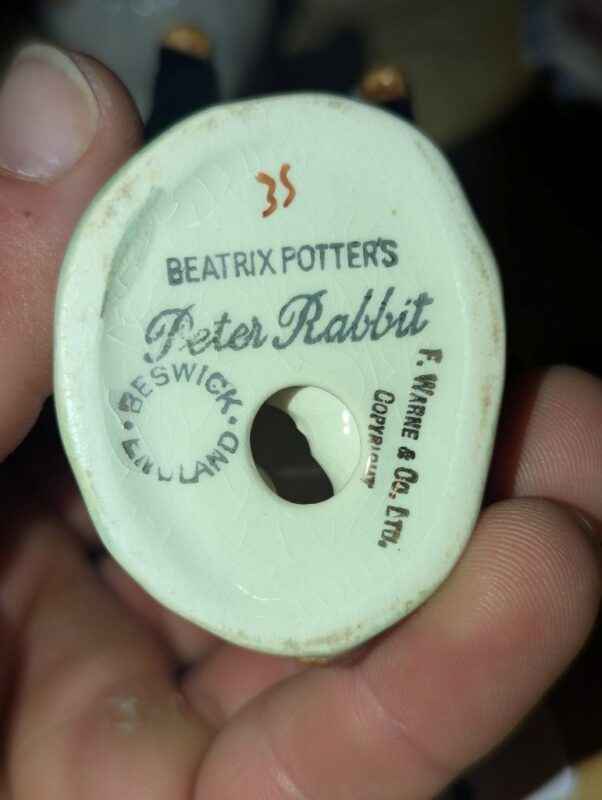 35
BEATRIX POTTER'S
Peter Rabbit
BESWICK
ENGLAND
F. WARNE & CO. LTD.
COPYRIGHT